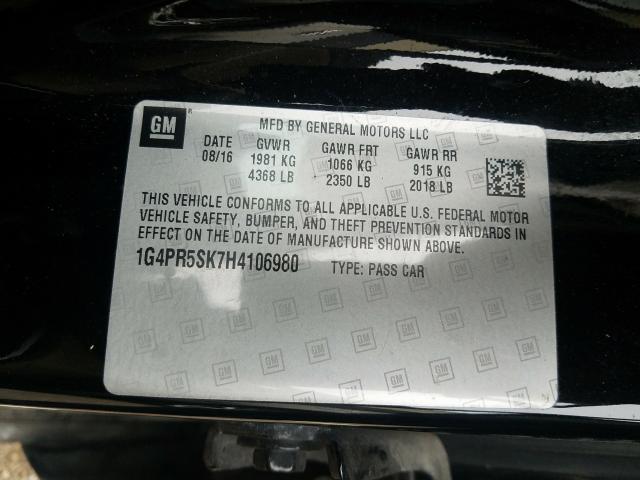 GM
MFD BY GENERAL MOTORS LLC
DATE GVWR GAWR FRT GAWR RR
08/16 1981 KG 1066 KG 915 KG
4368 LB 2350 LB 2018 LB
THIS VEHICLE CONFORMS TO ALL APPLICABLE U.S. FEDERAL MOTOR
VEHICLE SAFETY, BUMPER, AND THEFT PREVENTION STANDARDS IN
EFFECT ON THE DATE OF MANUFACTURE SHOWN ABOVE.
1G4PR5SK7H4106980 TYPE: PASS CAR